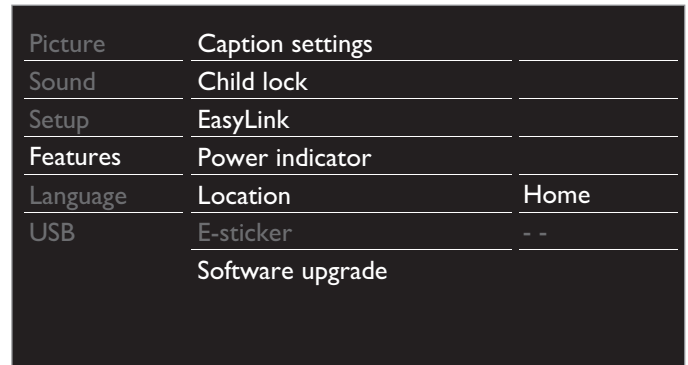 Picture Caption settings
Sound Child lock
Setup EasyLink
Features Power indicator
Language Location Home
USB E-sticker - -
Software upgrade